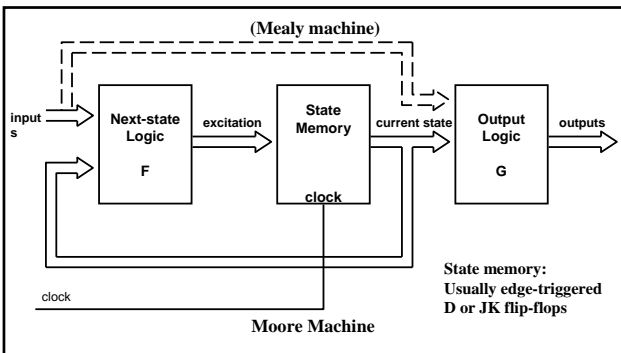 (Mealy machine)
input
s
Next-state
Logic
F
excitation
State
Memory
clock
current state
Output
Logic
G
outputs
State memory:
Usually edge-triggered
D or JK flip-flops
clock
Moore Machine